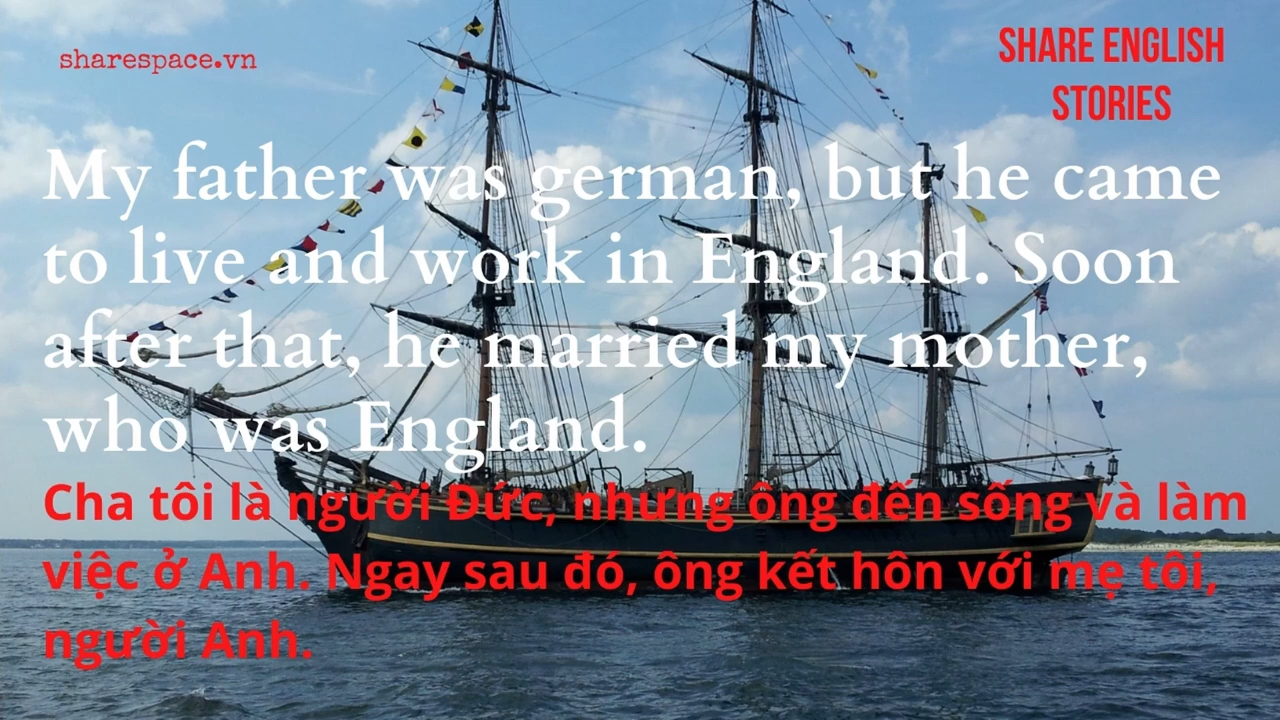 sharespace.vn
SHARE ENGLISH
STORIES
My father was german, but he came
to live and work in England. Soon
after that, he married my mother,
who was England.
Cha tôi là người Đức, nhưng ông đến sống và làm
việc ở Anh. Ngay sau đó, ông kết hôn với mẹ tôi,
người Anh.